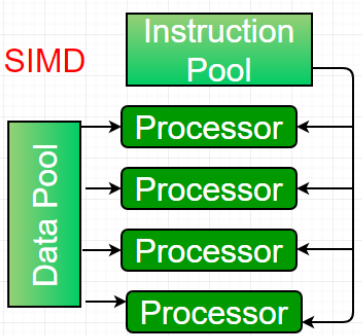 SIMD
Instruction
Pool
Data Pool
Processor
Processor
Processor
Processor